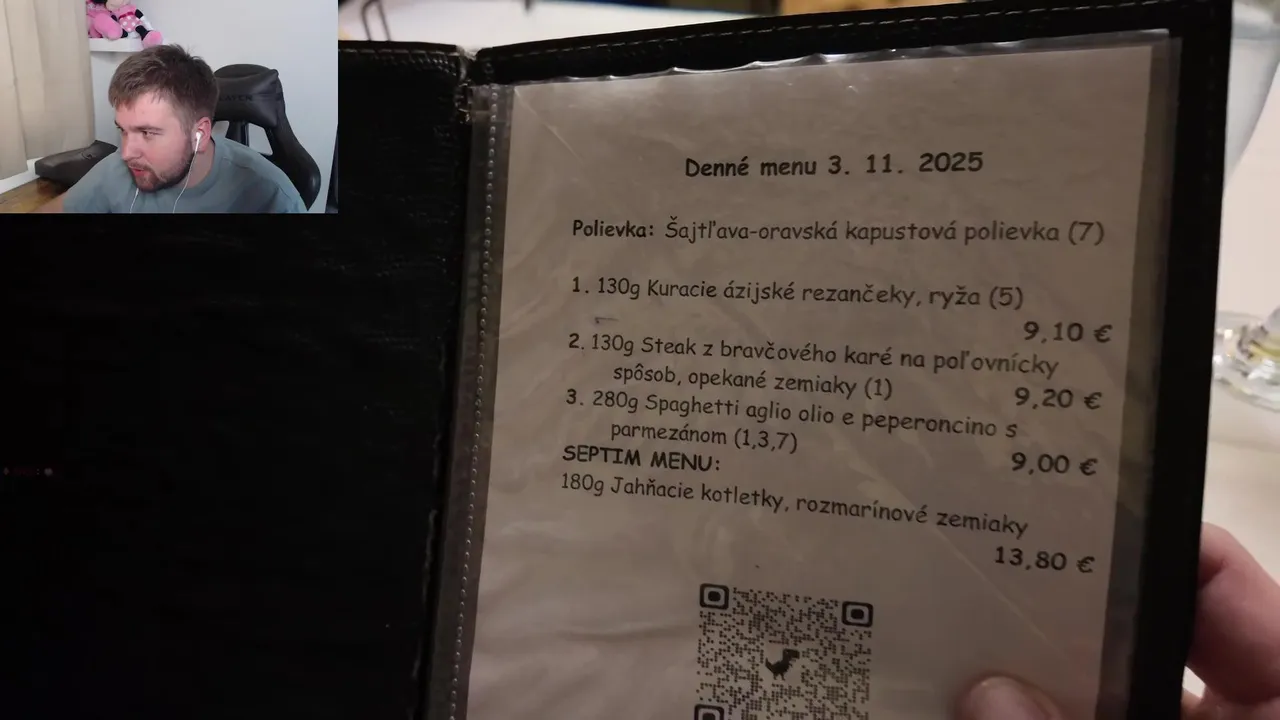 Denné menu 3. 11. 2025
Polievka: Šajtľava-oravská kapustová polievka (7)
1. 130g Kuracie ázijské rezančeky, ryža (5)
9,10 €
2. 130g Steak z bravčového karé na poľovnícky
spôsob, opekané zemiaky (1) 9,20 €
3. 280g Spaghetti aglio olio e peperoncino s
parmezánom (1,3,7) 9,00 €
SEPTIM MENU:
180g Jahňacie kotletky, rozmarínové zemiaky
13,80 €